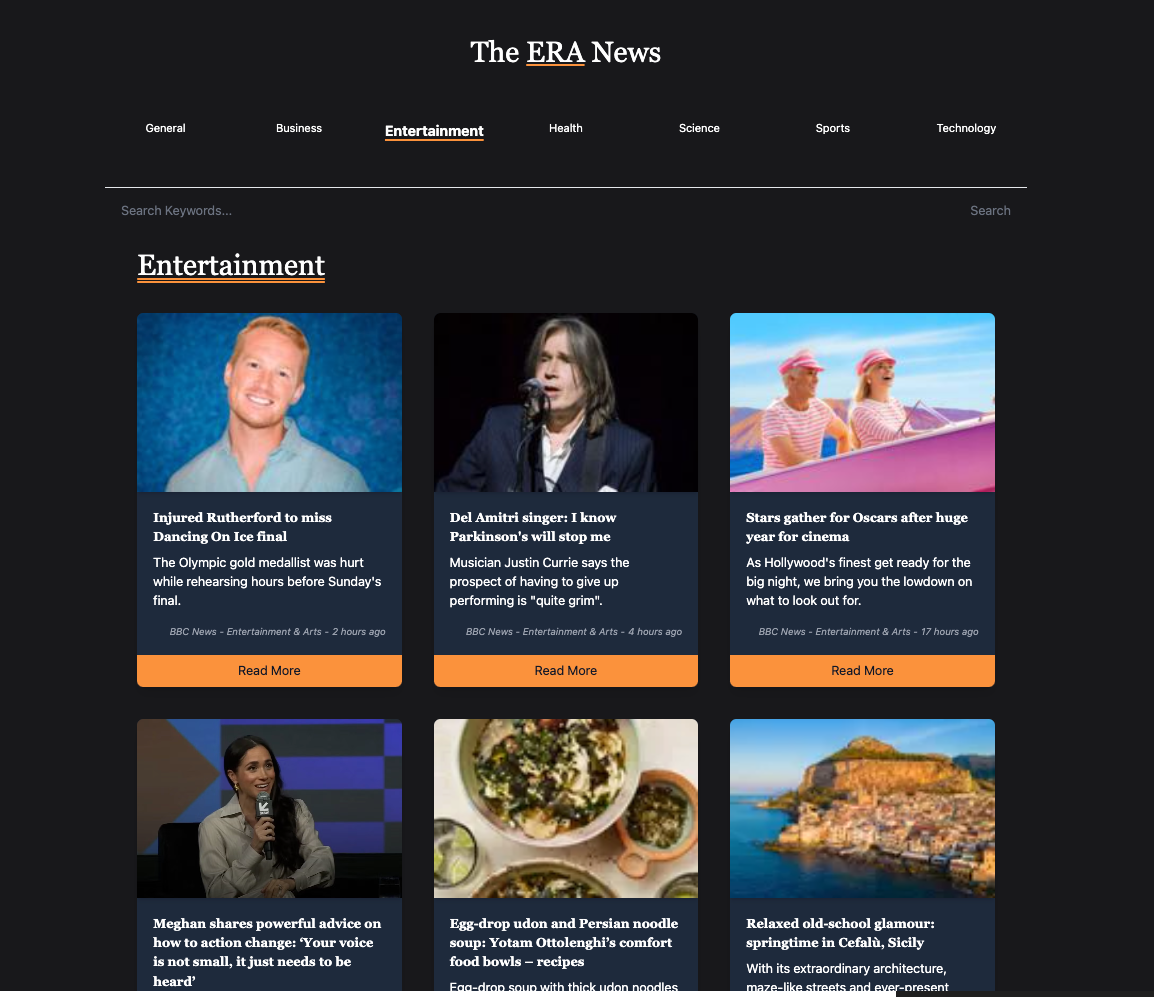 The ERA News
General Business Entertainment Health Science Sports Technology
Search Keywords... Search
Entertainment
Injured Rutherford to miss
Dancing On Ice final
The Olympic gold medallist was hurt
while rehearsing hours before Sunday's
final.
BBC News - Entertainment & Arts - 2 hours ago
Read More
Del Amitri singer: I know
Parkinson's will stop me
Musician Justin Currie says the
prospect of having to give up
performing is "quite grim".
BBC News - Entertainment & Arts - 4 hours ago
Read More
Stars gather for Oscars after huge
year for cinema
As Hollywood's finest get ready for the
big night, we bring you the lowdown on
what to look out for.
BBC News - Entertainment & Arts - 17 hours ago
Read More
Meghan shares powerful advice on
how to action change: ‘Your voice
is not small, it just needs to be
heard’
Egg-drop udon and Persian noodle
soup: Yotam Ottolenghi’s comfort
food bowls – recipes
Egg-drop soup with thick udon noodles
Relaxed old-school glamour:
springtime in Cefalù, Sicily
With its extraordinary architecture,
maze-like streets and ever-present